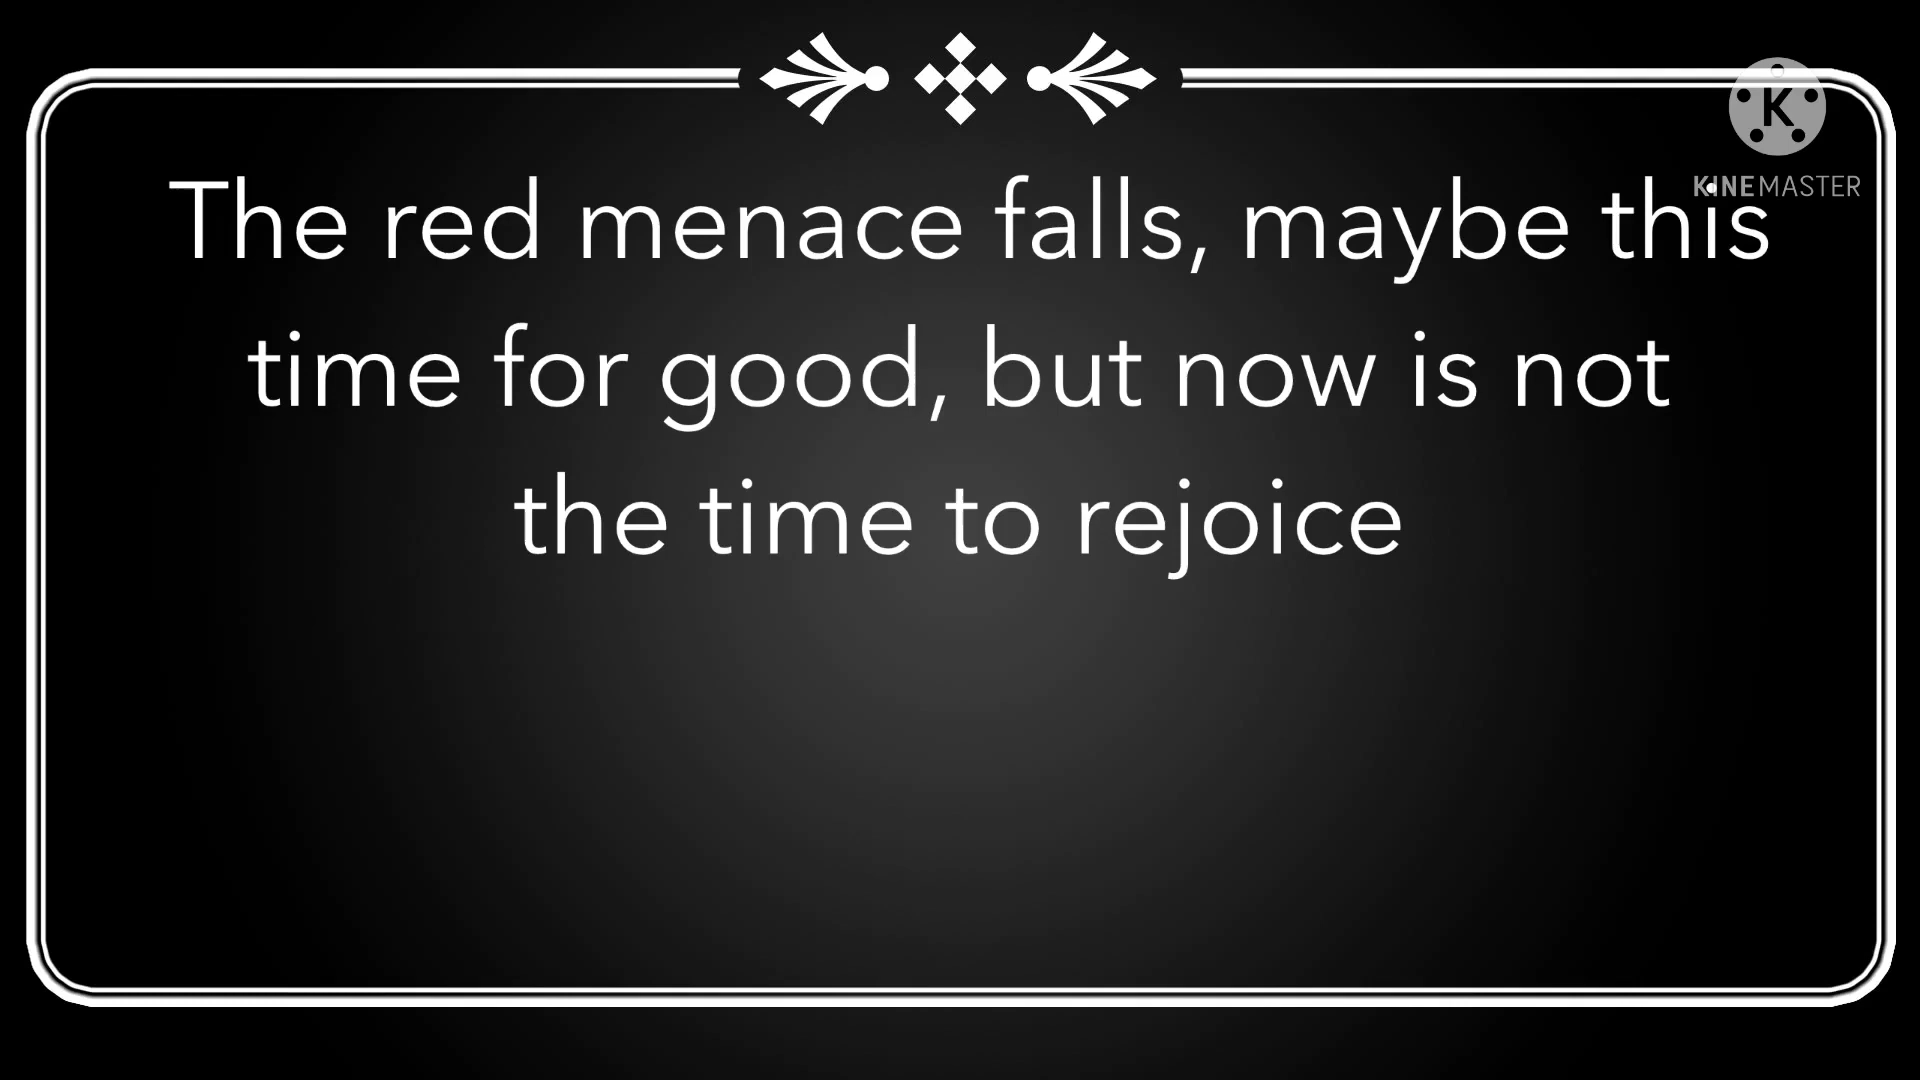 KINEMASTER
The red menace falls, maybe this
time for good, but now is not
the time to rejoice